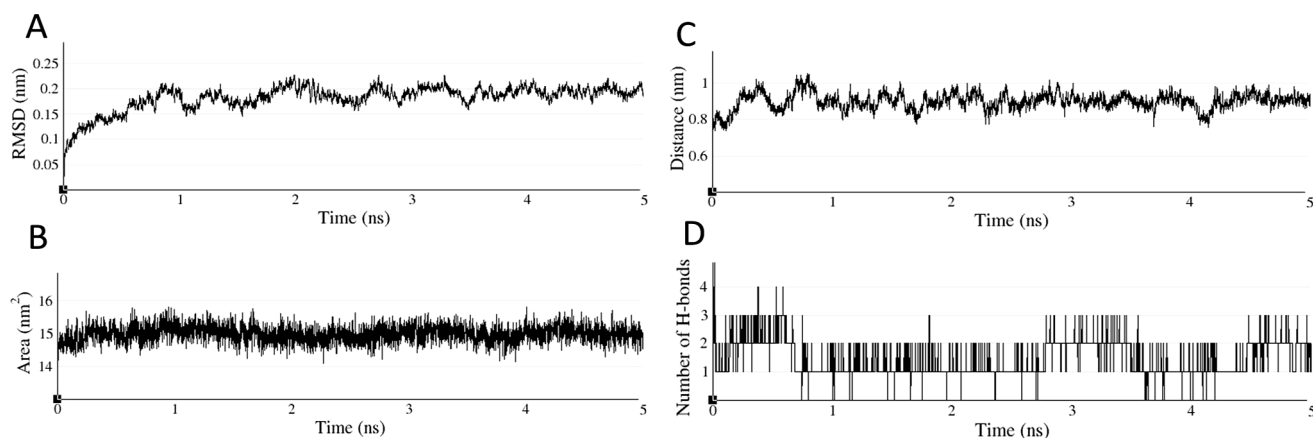 A
RMSD (nm)
0.25
0.2
0.15
0.1
0.05
0 1 2 3 4 5
Time (ns)
B
Area (nm²)
16
15
14
0 1 2 3 4 5
Time (ns)
C
Distance (nm)
1
0.8
0.6
0 1 2 3 4 5
Time (ns)
D
Number of H-bonds
4
3
2
1
0 1 2 3 4 5
Time (ns)